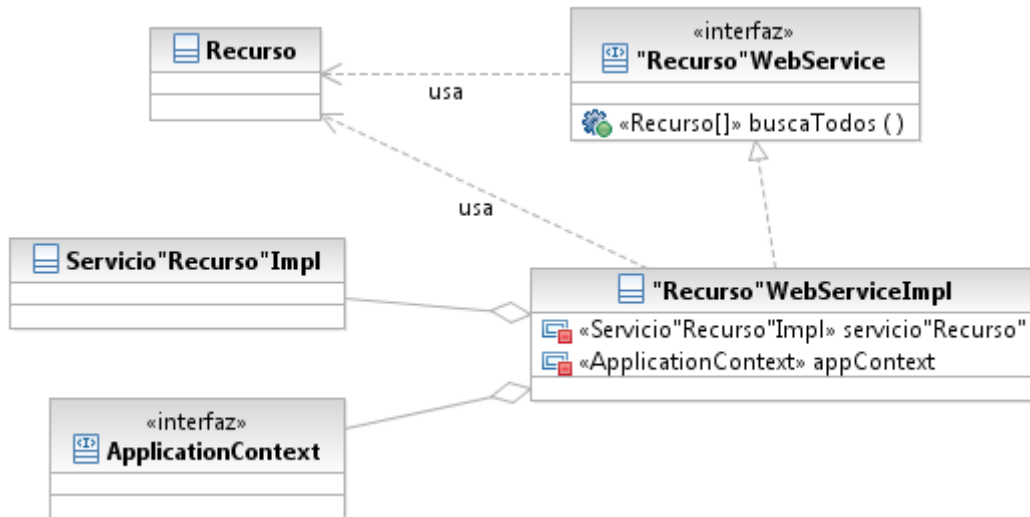 Recurso
«interfaz»
"Recurso"WebService
«Recurso[]» buscaTodos ( )
usa
usa
Servicio"Recurso"Impl
"Recurso"WebServiceImpl
«Servicio"Recurso"Impl» servicio"Recurso"
«ApplicationContext» appContext
«interfaz»
ApplicationContext